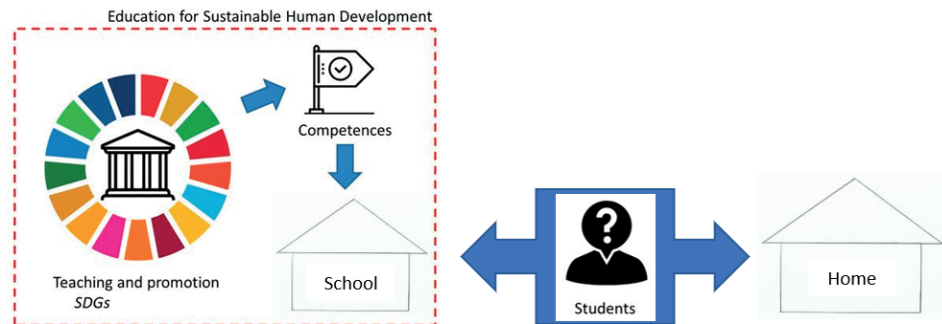 Education for Sustainable Human Development
Competences
Teaching and promotion
SDGs
School
?
Students
Home